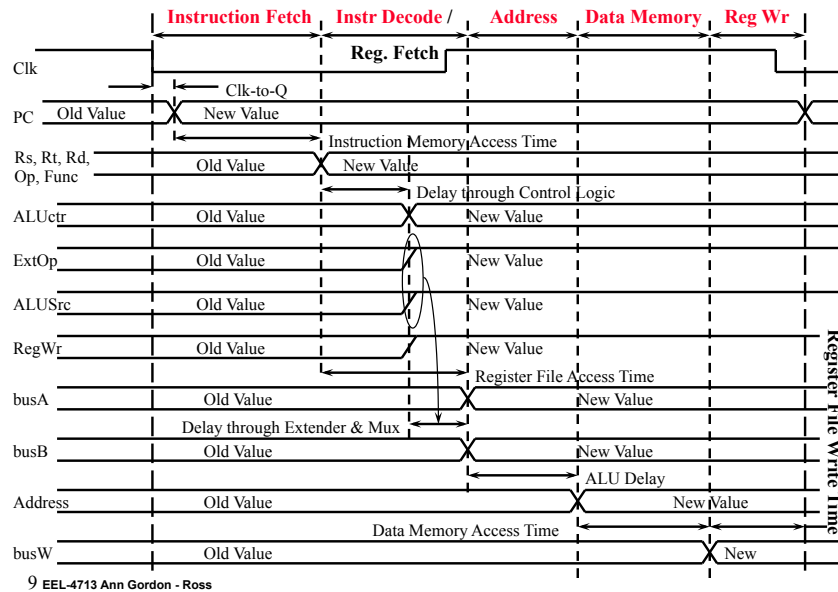 Instruction Fetch Instr Decode / Address Data Memory Reg Wr
Reg. Fetch
Clk
Clk-to-Q
PC Old Value New Value
Instruction Memory Access Time
Rs, Rt, Rd,
Op, Func
Old Value New Value
Delay through Control Logic
ALUctr Old Value New Value
ExtOp Old Value New Value
ALUSrc Old Value New Value
RegWr Old Value New Value
Register File Access Time
busA Old Value New Value
Delay through Extender & Mux
busB Old Value New Value
ALU Delay
Address Old Value New Value
Data Memory Access Time
busW Old Value New
Register File Write Time
9 EEL-4713 Ann Gordon - Ross